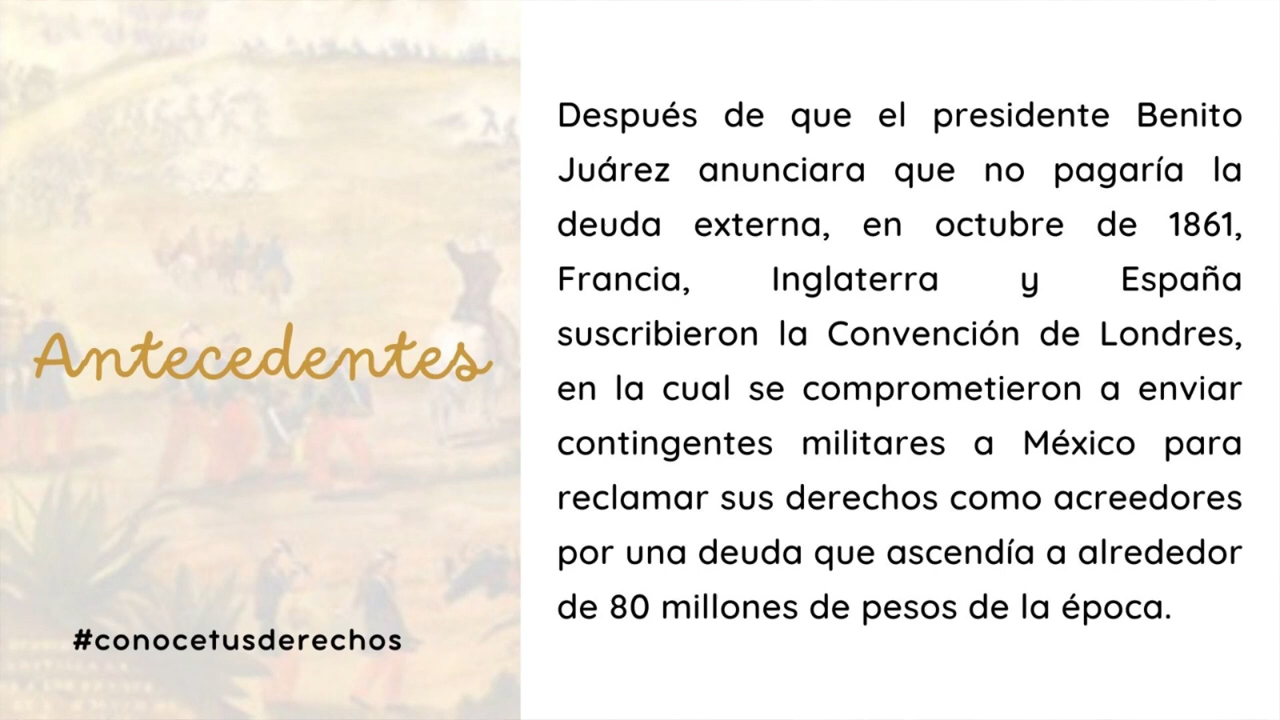 Antecedentes
#conocetusderechos
Después de que el presidente Benito
Juárez anunciara que no pagaría la
deuda externa, en octubre de 1861,
Francia, Inglaterra y España
suscribieron la Convención de Londres,
en la cual se comprometieron a enviar
contingentes militares a México para
reclamar sus derechos como acreedores
por una deuda que ascendía a alrededor
de 80 millones de pesos de la época.